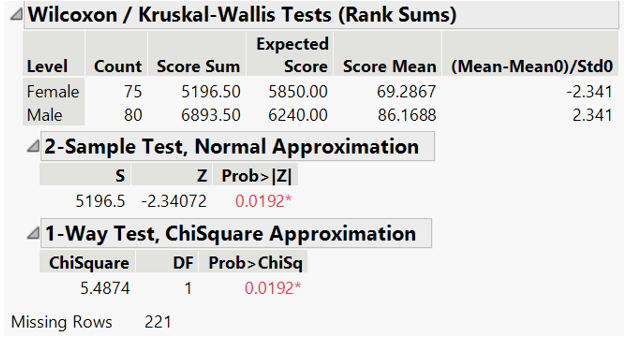 Wilcoxon / Kruskal-Wallis Tests (Rank Sums)
Level Count Score Sum Expected Score Score Mean (Mean-Mean0)/Std0
Female 75 5196.50 5850.00 69.2867 -2.341
Male 80 6893.50 6240.00 86.1688 2.341
2-Sample Test, Normal Approximation
S Z Prob>|Z|
5196.5 -2.34072 0.0192*
1-Way Test, ChiSquare Approximation
ChiSquare DF Prob>ChiSq
5.4874 1 0.0192*
Missing Rows 221